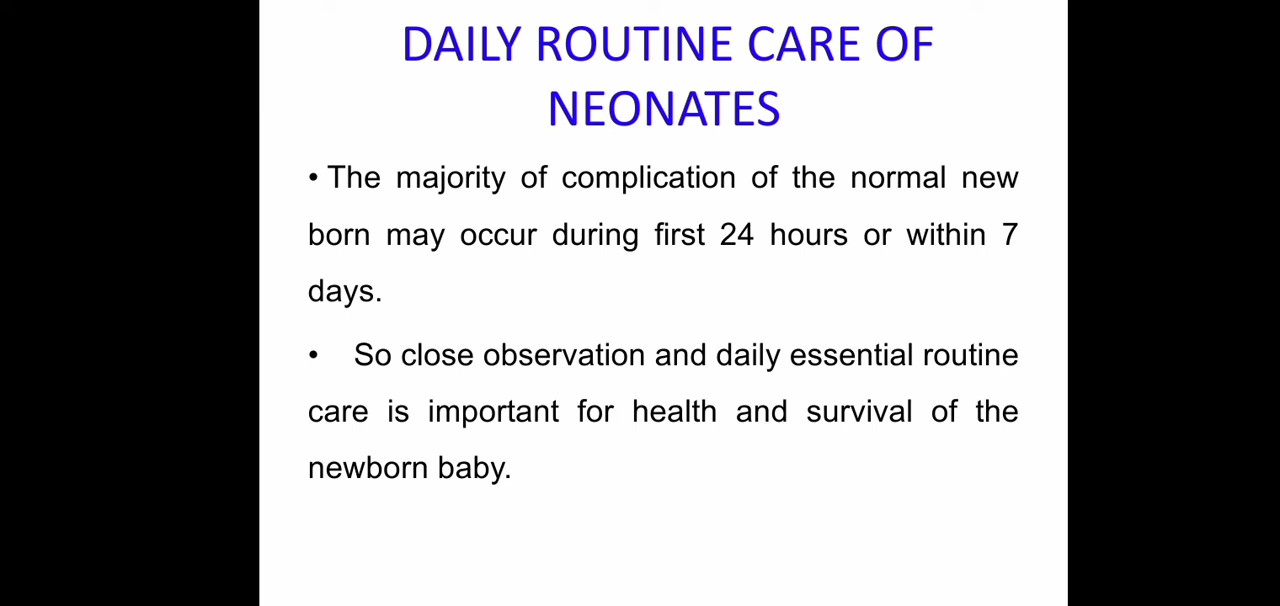 DAILY ROUTINE CARE OF
NEONATES
• The majority of complication of the normal new
born may occur during first 24 hours or within 7
days.
• So close observation and daily essential routine
care is important for health and survival of the
newborn baby.